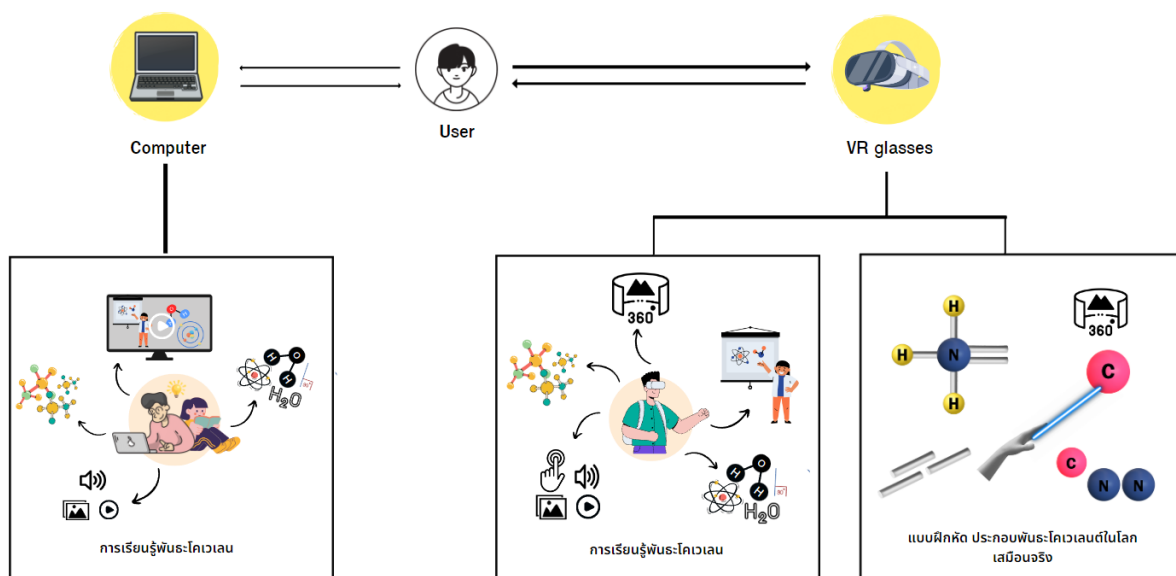 User
Computer
VR glasses
H
O
H
H₂O
90°
การเรียนรู้พันธะโคเวเลน
360°
H
O
H
H₂O
90°
การเรียนรู้พันธะโคเวเลน
H
H
N
H
360°
C
C
N
N
แบบฝึกหัด ประกอบพันธะโคเวเลนต์ในโลก
เสมือนจริง